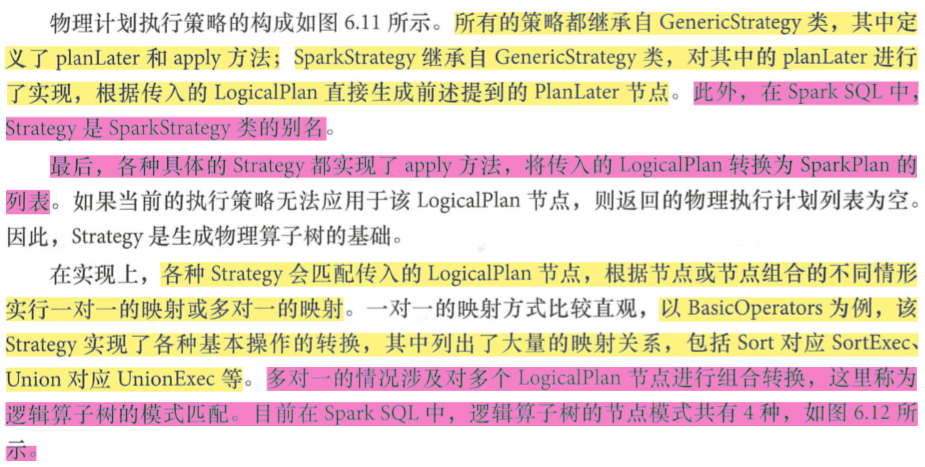 物理计划执行策略的构成如图 6.11 所示。所有的策略都继承自 GenericStrategy 类，其中定
义了 planLater 和 apply 方法；SparkStrategy 继承自 GenericStrategy 类，对其中的 planLater 进行
了实现，根据传入的 LogicalPlan 直接生成前述提到的 PlanLater 节点。此外，在 Spark SQL 中，
Strategy 是 SparkStrategy 类的别名。
最后，各种具体的 Strategy 都实现了 apply 方法，将传入的 LogicalPlan 转换为 SparkPlan 的
列表。如果当前的执行策略无法应用于该 LogicalPlan 节点，则返回的物理执行计划列表为空。
因此，Strategy 是生成物理算子树的基础。
在实现上，各种 Strategy 会匹配传入的 LogicalPlan 节点，根据节点或节点组合的不同情形
实行一对一的映射或多对一的映射。一对一的映射方式比较直观，以 BasicOperators 为例，该
Strategy 实现了各种基本操作的转换，其中列出了大量的映射关系，包括 Sort 对应 SortExec、
Union 对应 UnionExec 等。多对一的情况涉及对多个 LogicalPlan 节点进行组合转换，这里称为
逻辑算子树的模式匹配。目前在 Spark SQL 中，逻辑算子树的节点模式共有 4 种，如图 6.12 所
示。